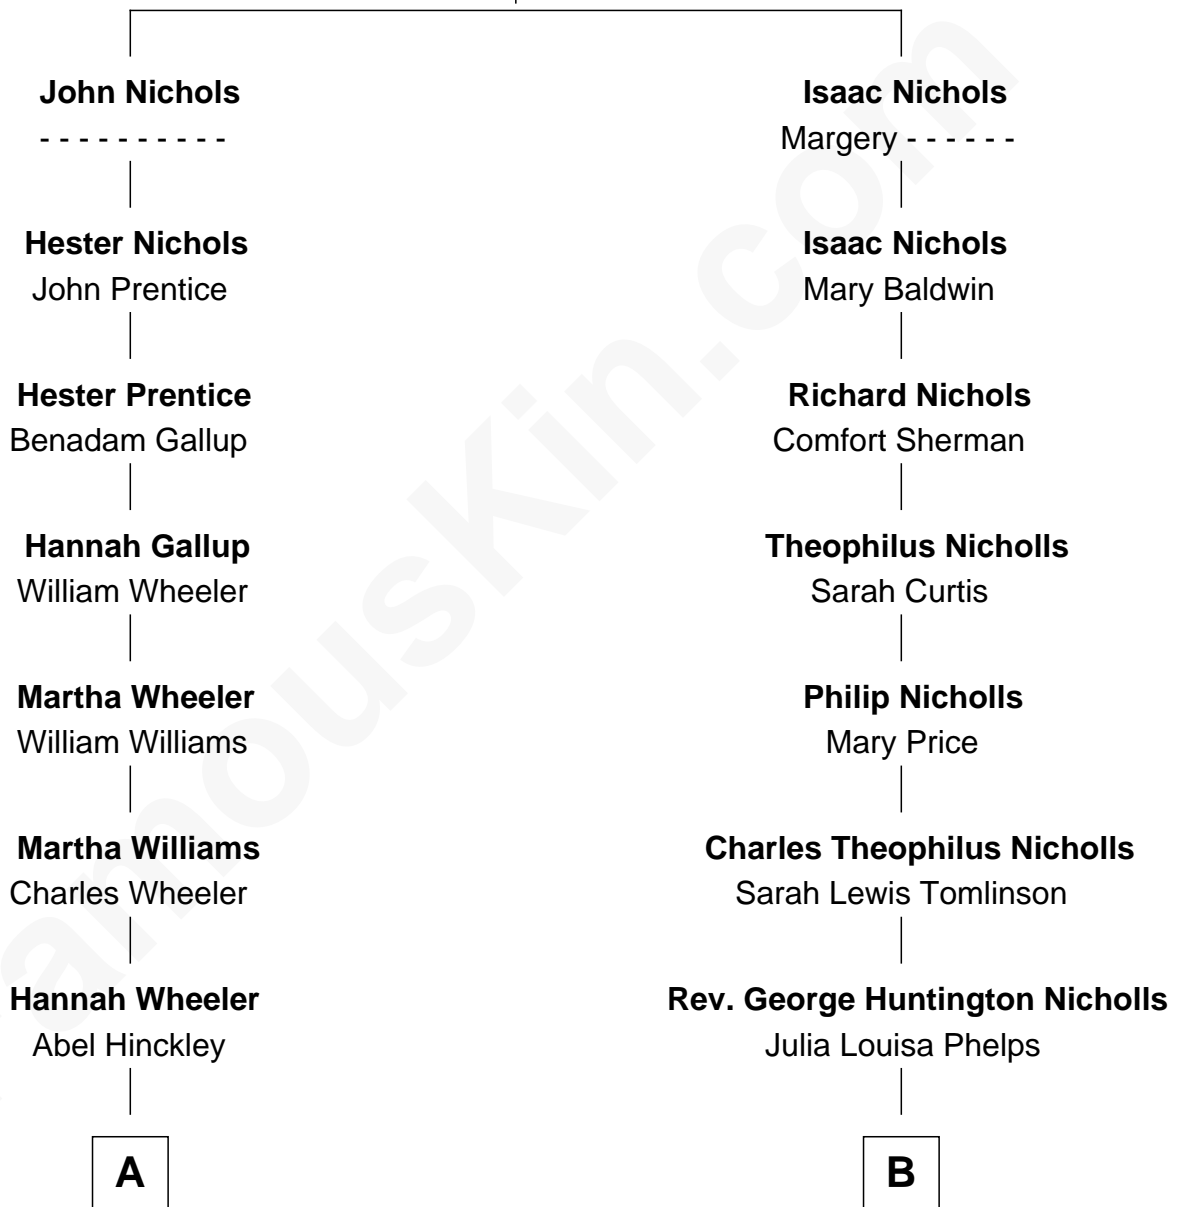 John Nichols
- - - - - - - - - -
Hester Nichols
John Prentice
Hester Prentice
Benadam Gallup
Hannah Gallup
William Wheeler
Martha Wheeler
William Williams
Martha Williams
Charles Wheeler
Hannah Wheeler
Abel Hinckley
A
Isaac Nichols
Margery - - - - - -
Isaac Nichols
Mary Baldwin
Richard Nichols
Comfort Sherman
Theophilus Nicholls
Sarah Curtis
Philip Nicholls
Mary Price
Charles Theophilus Nicholls
Sarah Lewis Tomlinson
Rev. George Huntington Nicholls
Julia Louisa Phelps
B
amousKin.com